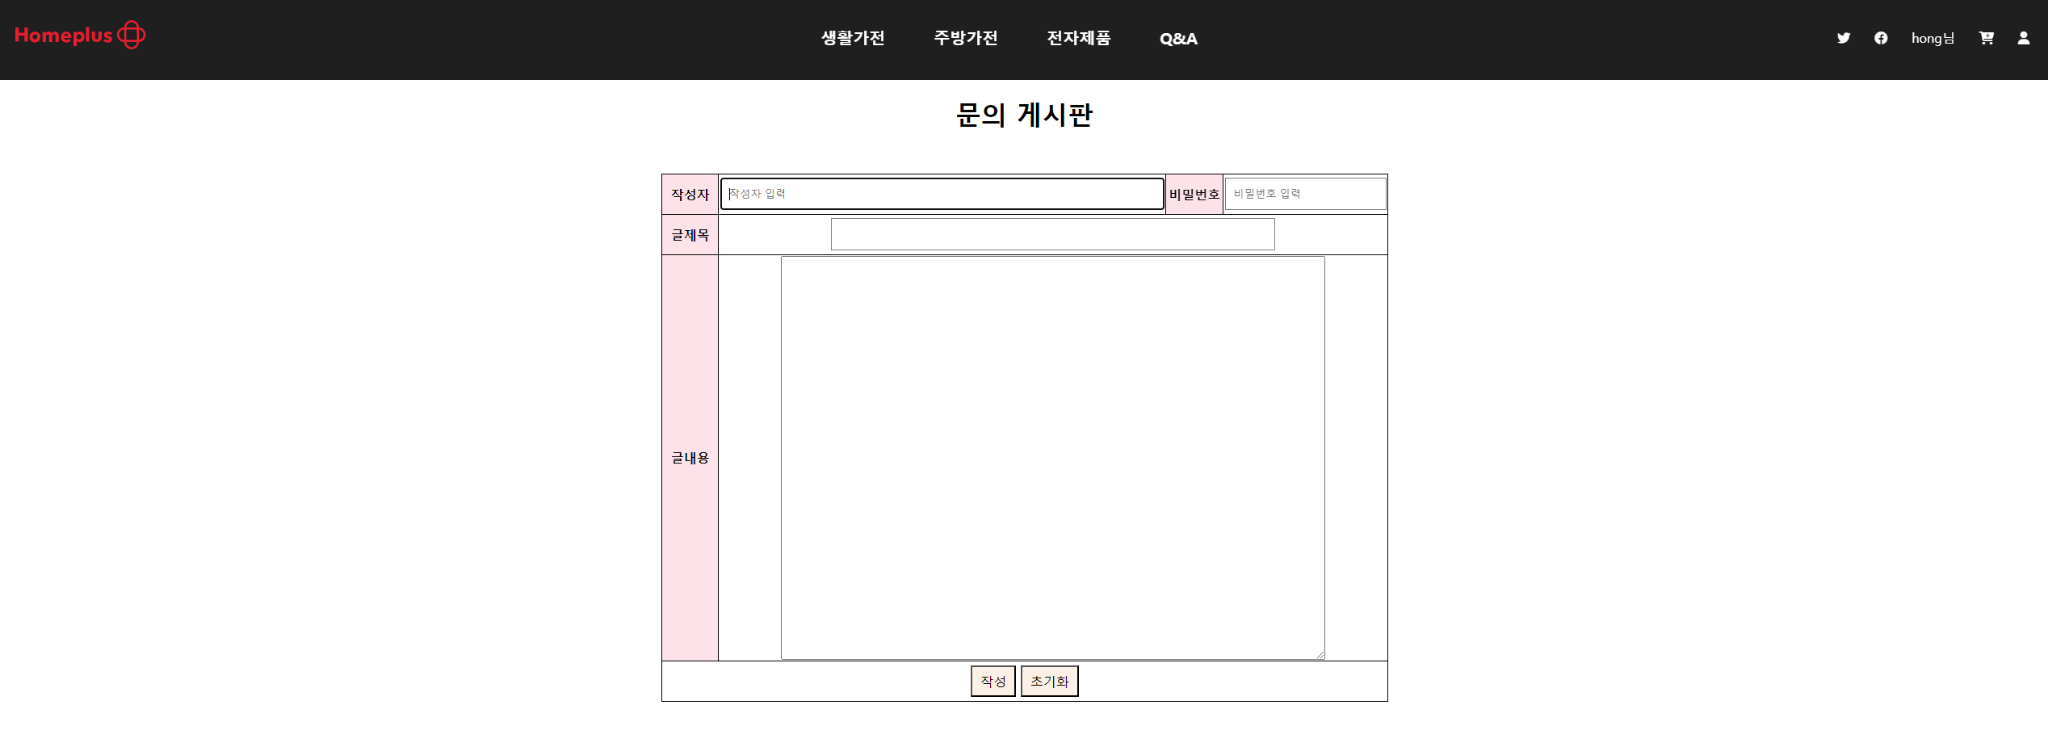 Homeplus 생활가전 주방가전 전자제품 Q&A hong님
문의 게시판
작성자 작성자 입력 비밀번호 비밀번호 입력
글제목
글내용
작성 초기화